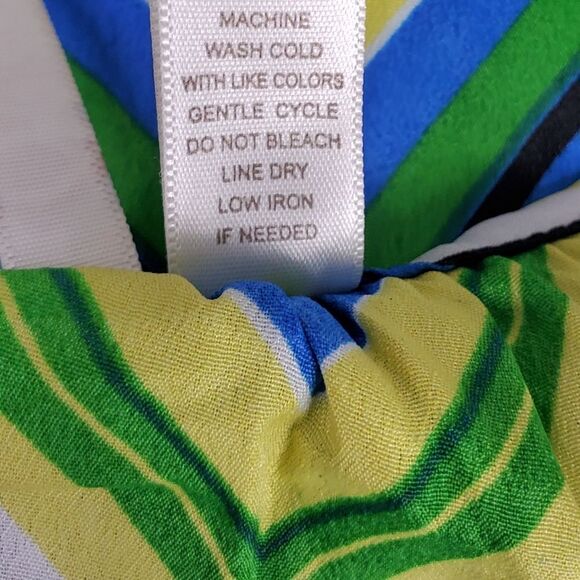 MACHINE
WASH COLD
WITH LIKE COLORS
GENTLE CYCLE
DO NOT BLEACH
LINE DRY
LOW IRON
IF NEEDED